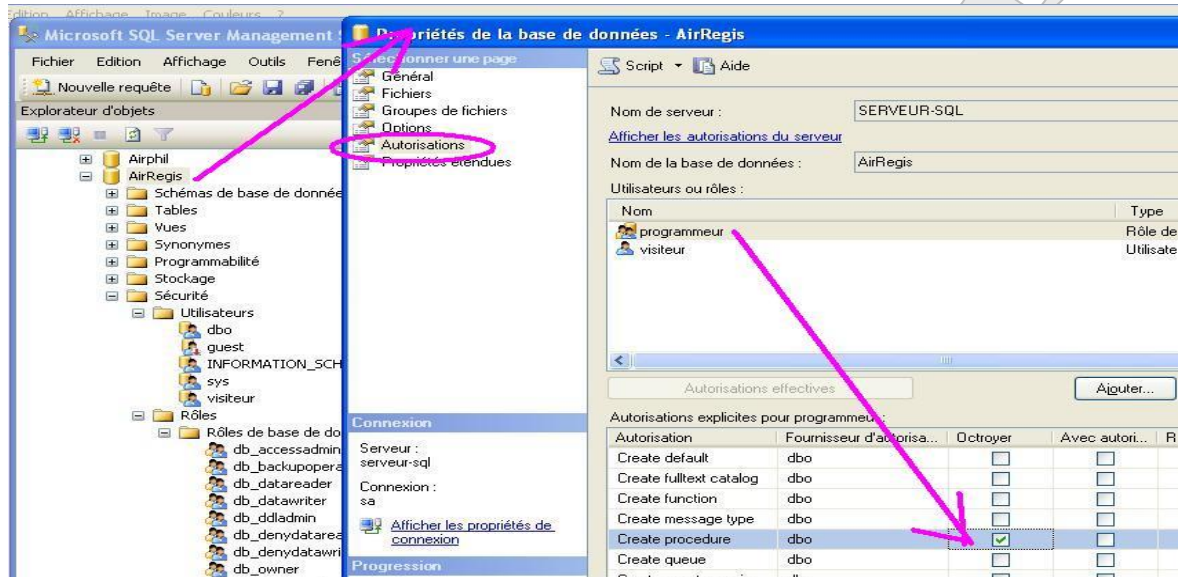 Edition Affichage Image Couleurs ?
Microsoft SQL Server Management
Fichier Edition Affichage Outils Fenê
Nouvelle requête
Explorateur d'objets
Airphil
AirRegis
Schémas de base de donnée
Tables
Vues
Synonymes
Programmabilité
Stockage
Sécurité
Utilisateurs
dbo
guest
INFORMATION_SCH
sys
visiteur
Rôles
Rôles de base de do
db_accessadmin
db_backupopera
db_datareader
db_datawriter
db_ddladmin
db_denydatarea
db_denydatawri
db_owner
Propriétés de la base de données - AirRegis
Sélectionner une page
Général
Fichiers
Groupes de fichiers
Options
Autorisations
Propriétés étendues
Connexion
Serveur :
serveur-sql
Connexion :
sa
Afficher les propriétés de
connexion
Progression
Script Aide
Nom de serveur : SERVEUR-SQL
Afficher les autorisations du serveur
Nom de la base de données : AirRegis
Utilisateurs ou rôles :
Nom Type
programmeur Rôle de
visiteur Utilisate
Autorisations effectives Ajouter...
Autorisations explicites pour programmeur :
Autorisation Fournisseur d'autorisa... Octroyer Avec autori... R
Create default dbo
Create fulltext catalog dbo
Create function dbo
Create message type dbo
Create procedure dbo
Create queue dbo